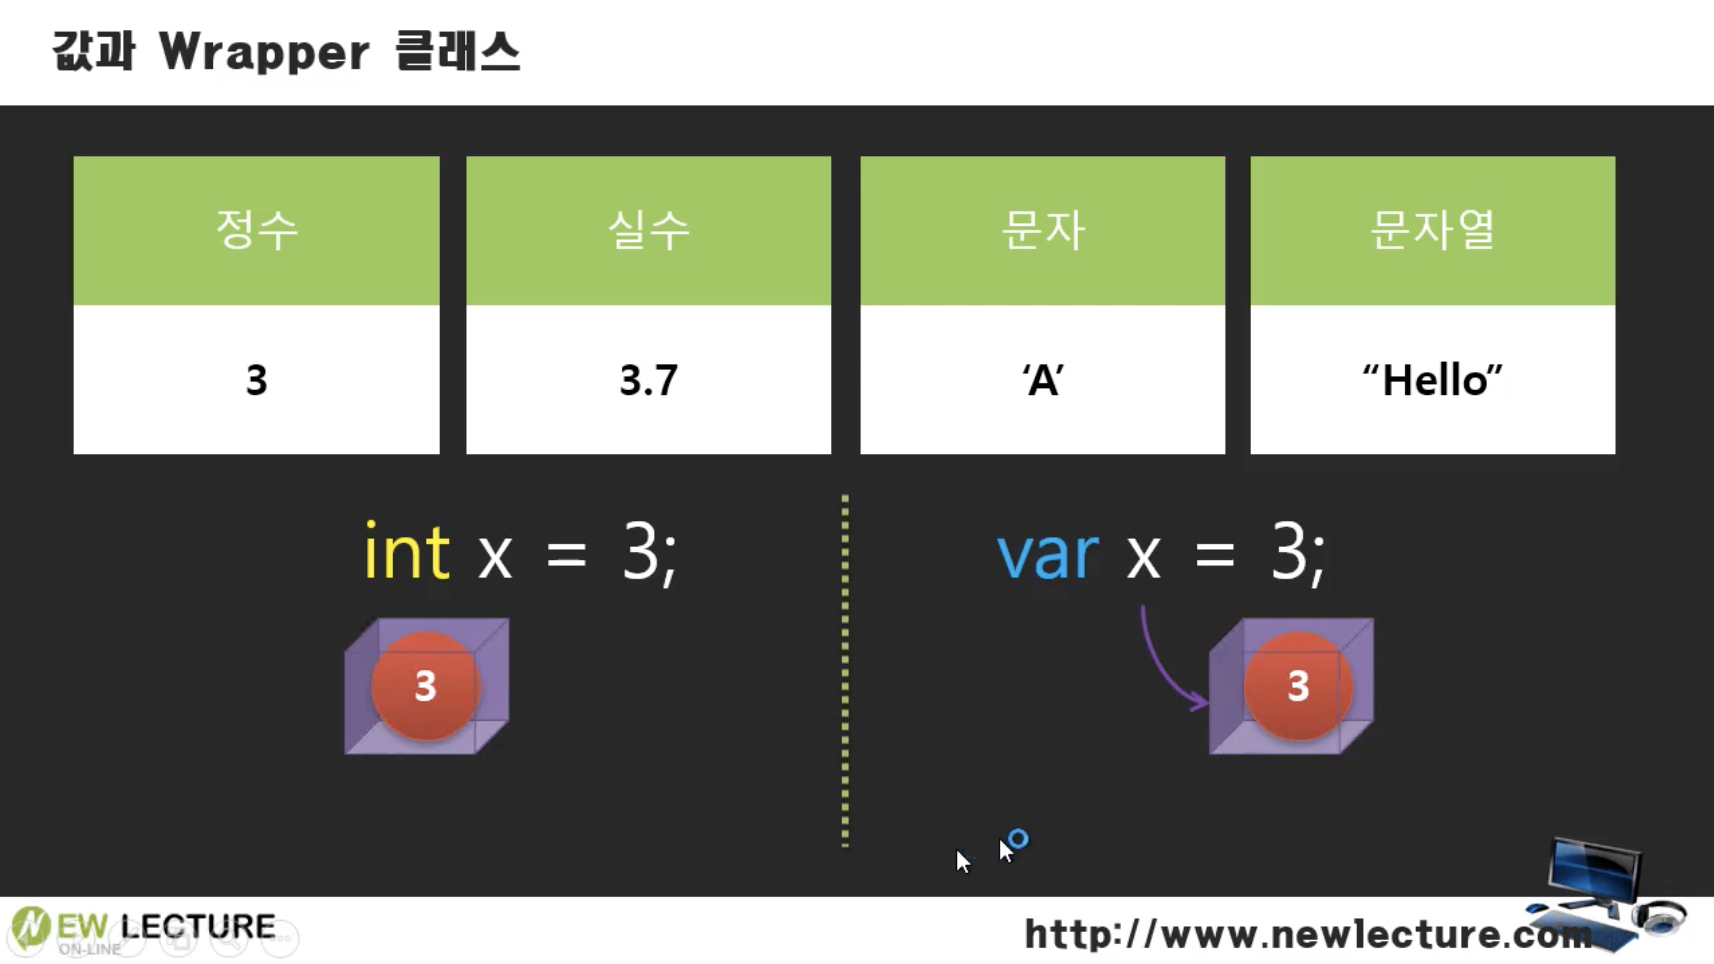 값과 Wrapper 클래스
정수 실수 문자 문자열
3 3.7 ‘A’ “Hello”
int x = 3; var x = 3;
3 3
NEW LECTURE
ON-LINE
http://www.newlecture.com